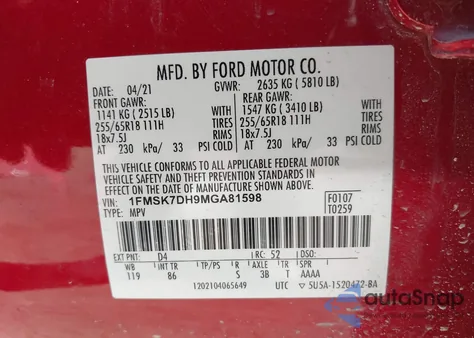 MFD. BY FORD MOTOR CO.
DATE: 04/21 GVWR: 2635 KG (5810 LB)
FRONT GAWR: REAR GAWR:
1141 KG (2515 LB) 1547 KG (3410 LB)
255/65R18 111H TIRES 255/65R18 111H TIRES
18x7.5J RIMS 18x7.5J RIMS
AT 230 kPa/ 33 PSI COLD AT 230 kPa/ 33 PSI COLD
THIS VEHICLE CONFORMS TO ALL APPLICABLE FEDERAL MOTOR
VEHICLE SAFETY AND THEFT PREVENTION STANDARDS IN
EFFECT ON THE DATE OF MANUFACTURE SHOWN ABOVE.
VIN: 1FMSK7DH9MGA81598 F0107
TYPE: MPV T0259
EXT PNT: D4 RC: 52 DSO:
WB INT TR TP/PS R AXLE TR SPR
119 86 S 3B T AAAA
1202104065649 UTC 5USA-1520472-BA
autoSnap